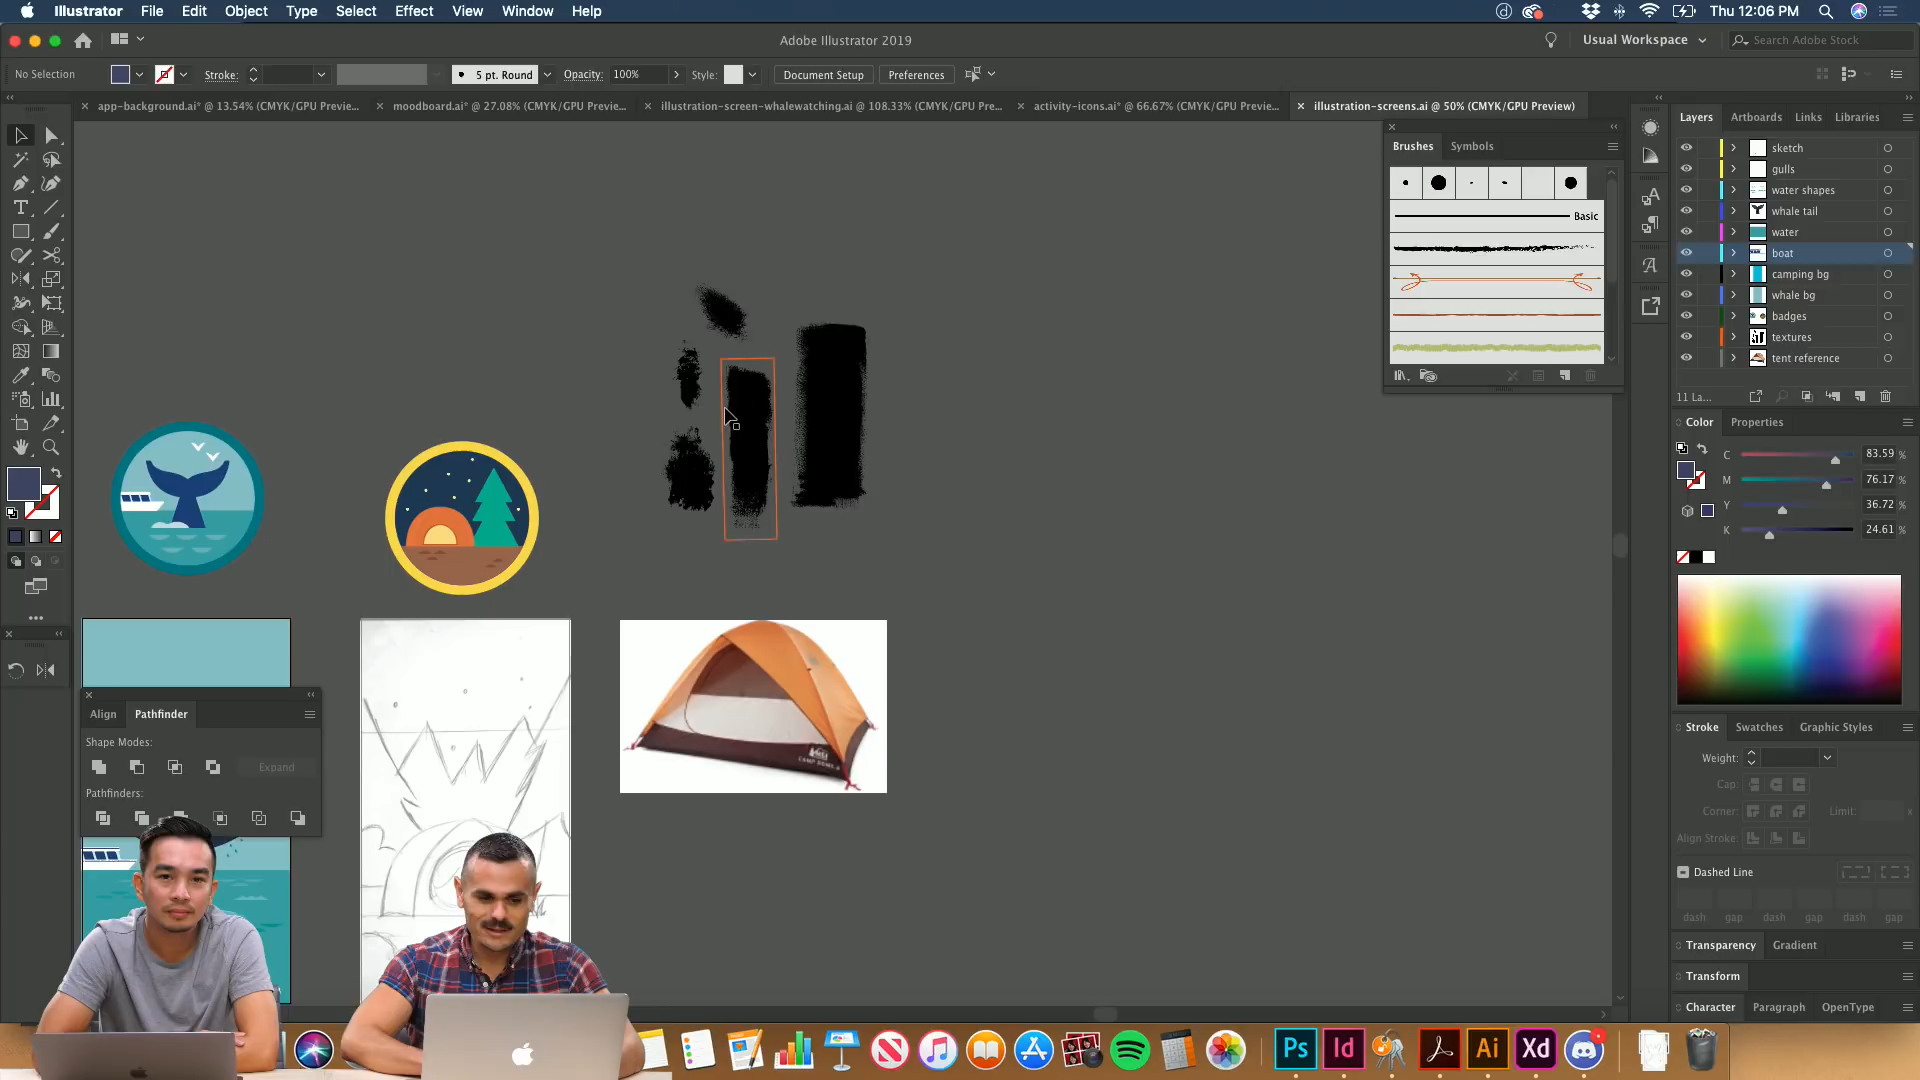 Illustrator File Edit Object Type Select Effect View Window Help
Thu 12:06 PM
Adobe Illustrator 2019
Usual Workspace
Search Adobe Stock
No Selection
Stroke:
5 pt. Round
Opacity: 100%
Style:
Document Setup
Preferences
app-background.ai* @ 13.54% (CMYK/GPU Previe...
moodboard.ai* @ 27.08% (CMYK/GPU Previe...
illustration-screen-whalewatching.ai @ 108.33% (CMYK/GPU Pre...
activity-icons.ai* @ 66.67% (CMYK/GPU Previe...
illustration-screens.ai @ 50% (CMYK/GPU Preview)
Brushes Symbols
Basic
Layers Artboards Links Libraries
sketch
gulls
water shapes
whale tail
water
boat
camping bg
whale bg
badges
textures
tent reference
11 La...
Color Properties
C 83.59 %
M 76.17 %
Y 36.72 %
K 24.61 %
Stroke Swatches Graphic Styles
Weight:
Cap:
Corner: Limit: x
Align Stroke:
Dashed Line
dash gap dash gap dash gap
Transparency Gradient
Transform
Character Paragraph OpenType
Align Pathfinder
Shape Modes:
Expand
Pathfinders:
CAMP DOME 4
Ps Id Ai Xd